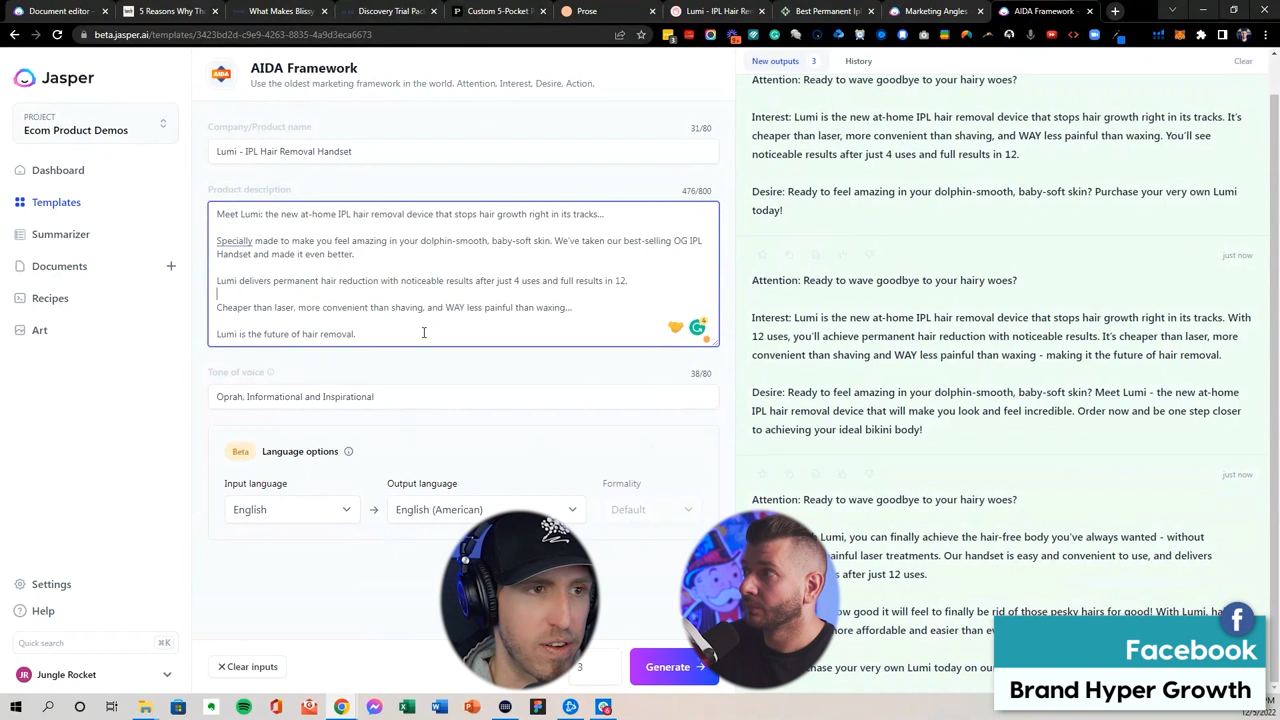 Document editor -
5 Reasons Why Th
What Makes Blissy
Discovery Trial Pac
Custom 5-Pocket F
Prose
Lumi - IPL Hair Re
Best Permanent Ipl
Marketing Angles
AIDA Framework -
beta.jasper.ai/templates/3423bd2d-c9e9-4263-8835-4a9d3eca6673
Jasper
PROJECT
Ecom Product Demos
Dashboard
Templates
Summarizer
Documents
Recipes
Art
Settings
Help
Quick search
⌘K
JR
Jungle Rocket
AIDA Framework
Use the oldest marketing framework in the world. Attention, Interest, Desire, Action.
Company/Product name
31/80
Lumi - IPL Hair Removal Handset
Product description
476/800
Meet Lumi: the new at-home IPL hair removal device that stops hair growth right in its tracks...
Specially made to make you feel amazing in your dolphin-smooth, baby-soft skin. We've taken our best-selling OG IPL
Handset and made it even better.
Lumi delivers permanent hair reduction with noticeable results after just 4 uses and full results in 12.
Cheaper than laser, more convenient than shaving, and WAY less painful than waxing...
Lumi is the future of hair removal.
Tone of voice
38/80
Oprah, Informational and Inspirational
Beta
Language options
Input language
Output language
Formality
English
English (American)
Default
Clear inputs
3
Generate
New outputs
3
History
Clear
Attention: Ready to wave goodbye to your hairy woes?
Interest: Lumi is the new at-home IPL hair removal device that stops hair growth in its tracks. It's
cheaper than laser, more convenient than shaving, and WAY less painful than waxing. You'll see
noticeable results after just 4 uses and full results in 12.
Desire: Ready to feel amazing in your dolphin-smooth, baby-soft skin? Purchase your very own Lumi
today!
just now
Attention: Ready to wave goodbye to your hairy woes?
Interest: Lumi is the new at-home IPL hair removal device that stops hair growth in its tracks. With
12 uses, you'll achieve permanent hair reduction with noticeable results. It's cheaper than laser, more
convenient than shaving and WAY less painful than waxing - making it the future of hair removal.
Desire: Ready to feel amazing in your dolphin-smooth, baby-soft skin? Meet Lumi - the new at-home
IPL hair removal device that will make you look and feel incredible. Order now and be one step closer
to achieving your ideal bikini body!
just now
Attention: Ready to wave goodbye to your hairy woes?
Lumi, you can finally achieve the hair-free body you've always wanted - without
painful laser treatments. Our handset is easy and convenient to use, and delivers
after just 12 uses.
how good it will feel to finally be rid of those pesky hairs for good! With Lumi,
more affordable and easier than
your very own Lumi today on
Facebook
Brand Hyper Growth
12/5/2022